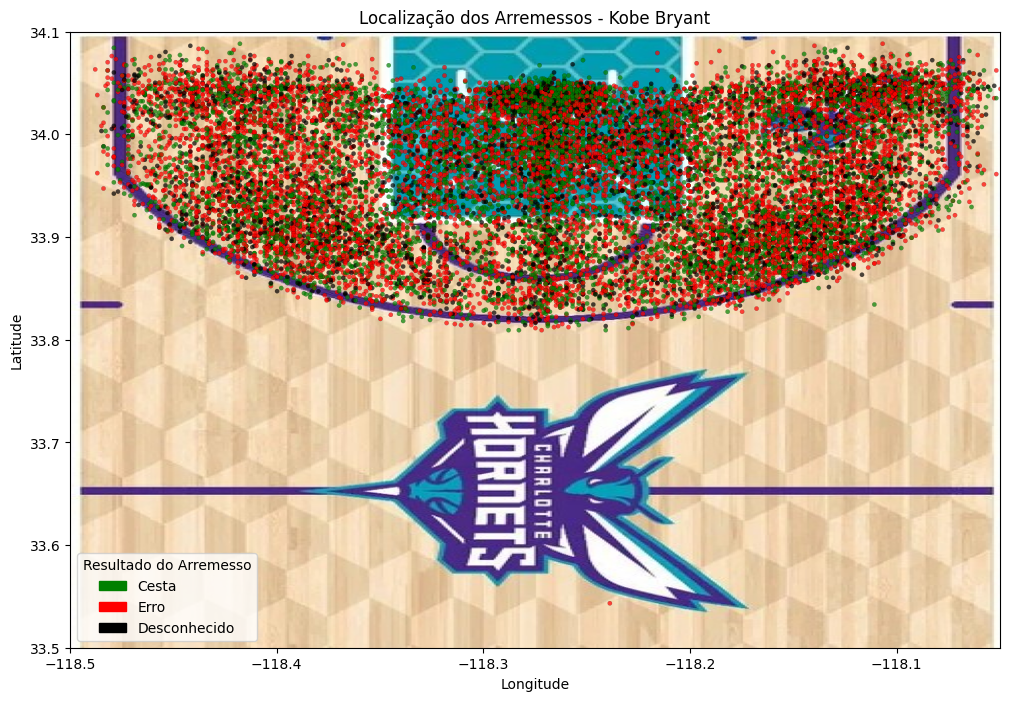 Localização dos Arremessos - Kobe Bryant
34.1
34.0
33.9
33.8
33.7
33.6
33.5
Latitude
CHARLOTTE
HORNETS
Resultado do Arremesso
Cesta
Erro
Desconhecido
−118.5 −118.4 −118.3 −118.2 −118.1
Longitude